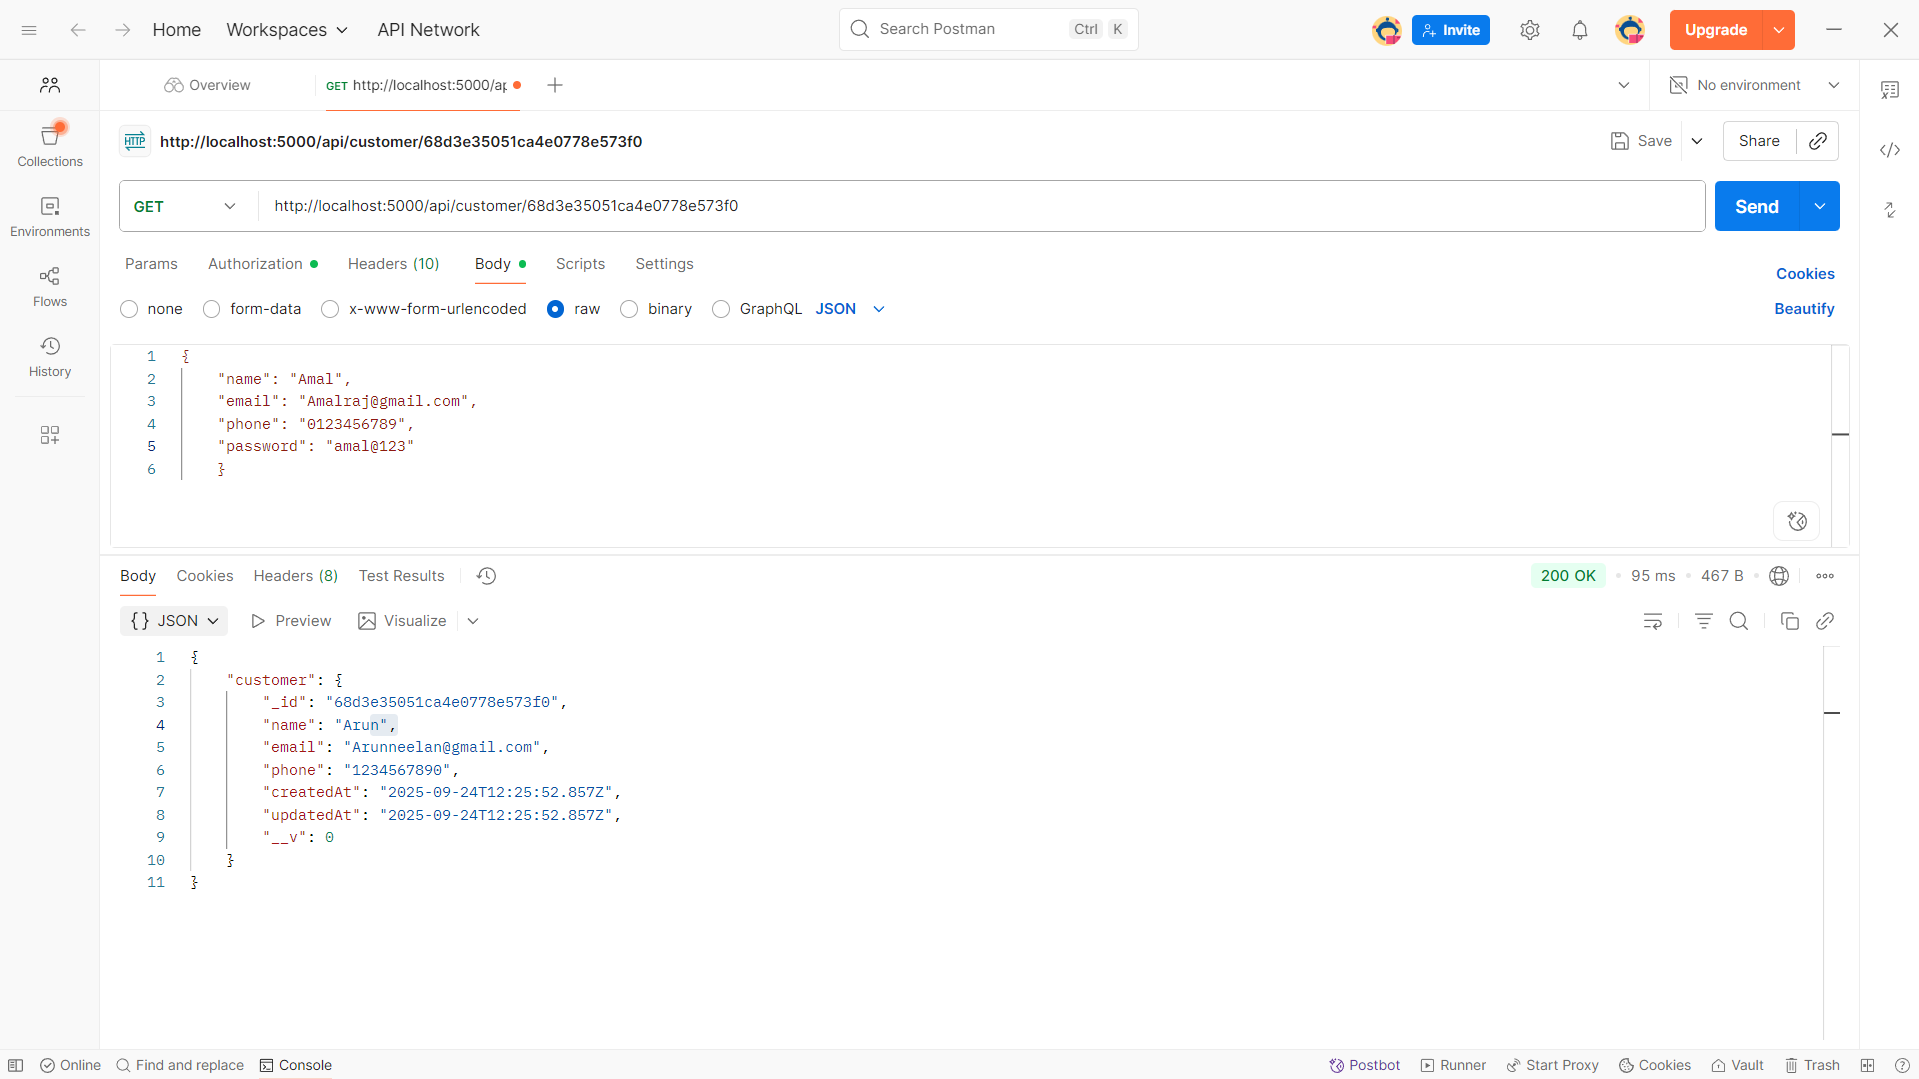 Home Workspaces API Network Search Postman Ctrl K Invite Upgrade
Overview GET http://localhost:5000/ap No environment
HTTP http://localhost:5000/api/customer/68d3e35051ca4e0778e573f0 Save Share
Collections
Environments
Flows
History
GET http://localhost:5000/api/customer/68d3e35051ca4e0778e573f0 Send
Params Authorization Headers (10) Body Scripts Settings Cookies
none form-data x-www-form-urlencoded raw binary GraphQL JSON Beautify
1 {
2 "name": "Amal",
3 "email": "Amalraj@gmail.com",
4 "phone": "0123456789",
5 "password": "amal@123"
6 }
Body Cookies Headers (8) Test Results 200 OK 95 ms 467 B
{} JSON Preview Visualize
1 {
2 "customer": {
3 "_id": "68d3e35051ca4e0778e573f0",
4 "name": "Arun",
5 "email": "Arunneelan@gmail.com",
6 "phone": "1234567890",
7 "createdAt": "2025-09-24T12:25:52.857Z",
8 "updatedAt": "2025-09-24T12:25:52.857Z",
9 "__v": 0
10 }
11 }
Online Find and replace Console Postbot Runner Start Proxy Cookies Vault Trash